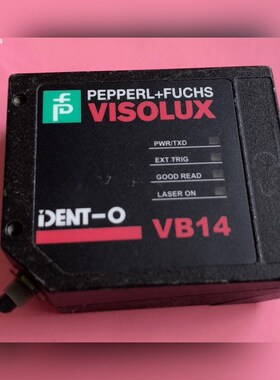 PEPPERL+FUCHS
VISOLUX
PWR/TXD
EXT TRIG
GOOD READ
LASER ON
iDENT-O
VB14